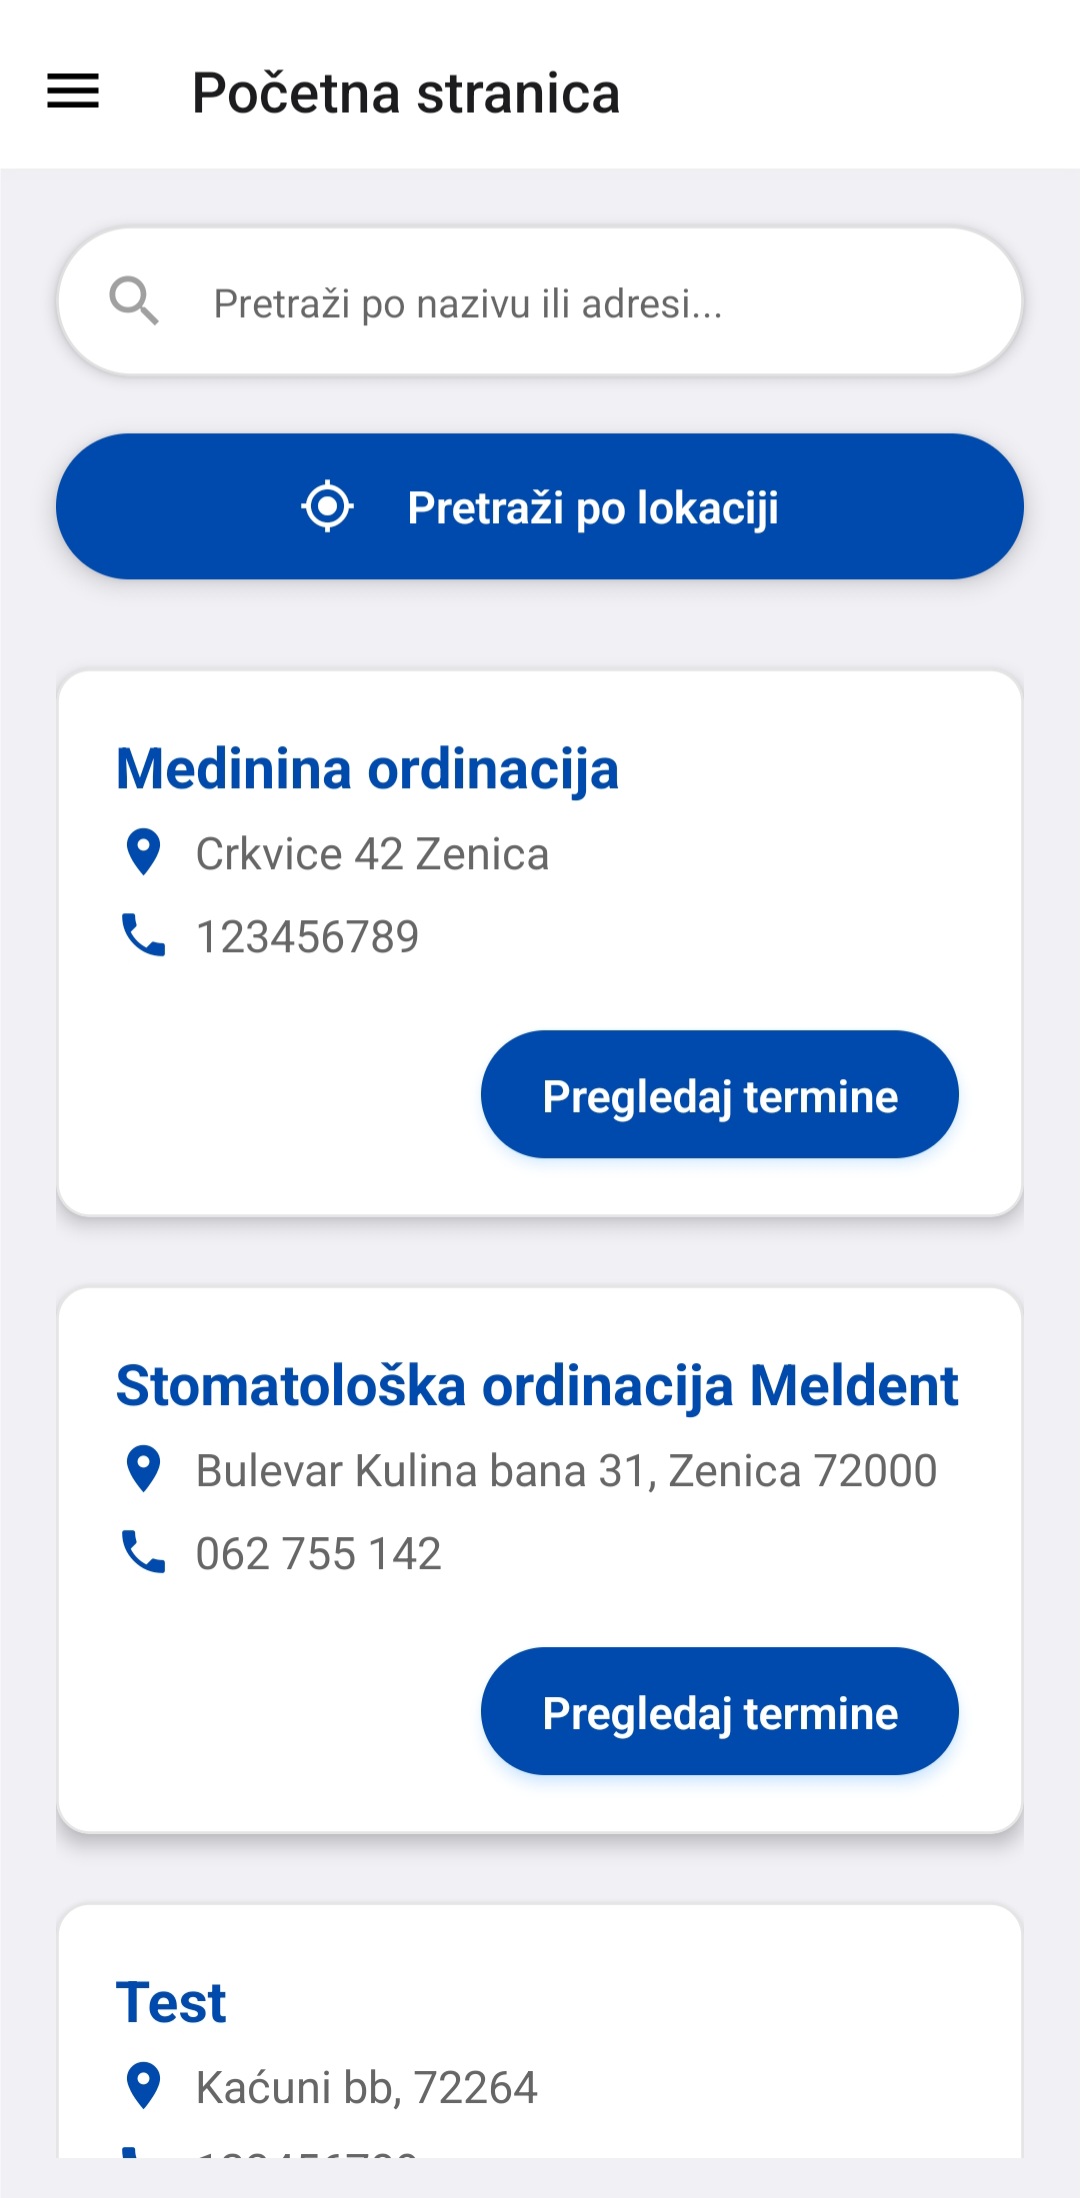 Početna stranica
Pretraži po nazivu ili adresi...
Pretraži po lokaciji
Medinina ordinacija
Crkvice 42 Zenica
123456789
Pregledaj termine
Stomatološka ordinacija Meldent
Bulevar Kulina bana 31, Zenica 72000
062 755 142
Pregledaj termine
Test
Kaćuni bb, 72264